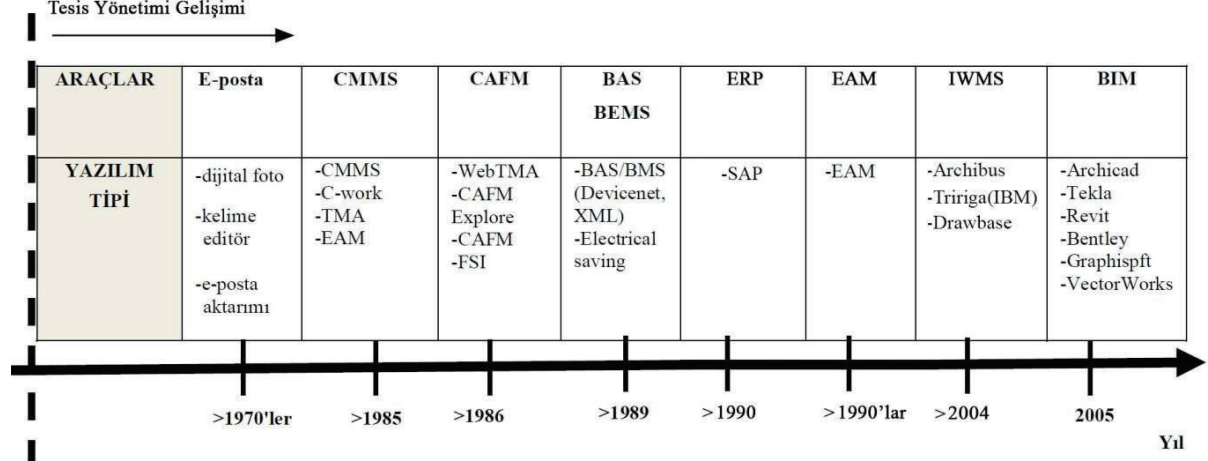 Tesis Yönetimi Gelişimi
ARAÇLAR
E-posta
CMMS
CAFM
BAS
BEMS
ERP
EAM
IWMS
BIM
YAZILIM
TİPİ
-dijital foto
-kelime
editör
-e-posta
aktarımı
-CMMS
-C-work
-TMA
-EAM
-WebTMA
-CAFM
Explore
-CAFM
-FSI
-BAS/BMS
(Devicenet,
XML)
-Electrical
saving
-SAP
-EAM
-Archibus
-Tririga(IBM)
-Drawbase
-Archicad
-Tekla
-Revit
-Bentley
-Graphispft
-VectorWorks
>1970'ler
>1985
>1986
>1989
>1990
>1990’lar
>2004
2005
Yıl